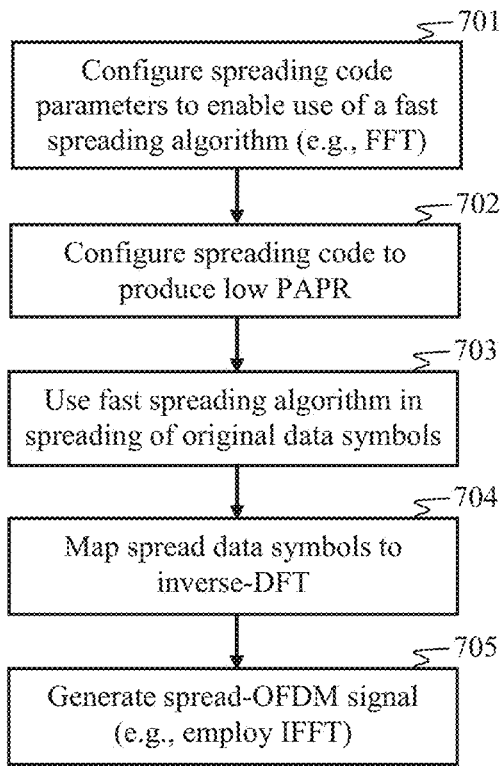 701
Configure spreading code
parameters to enable use of a fast
spreading algorithm (e.g., FFT)
702
Configure spreading code to
produce low PAPR
703
Use fast spreading algorithm in
spreading of original data symbols
704
Map spread data symbols to
inverse-DFT
705
Generate spread-OFDM signal
(e.g., employ IFFT)